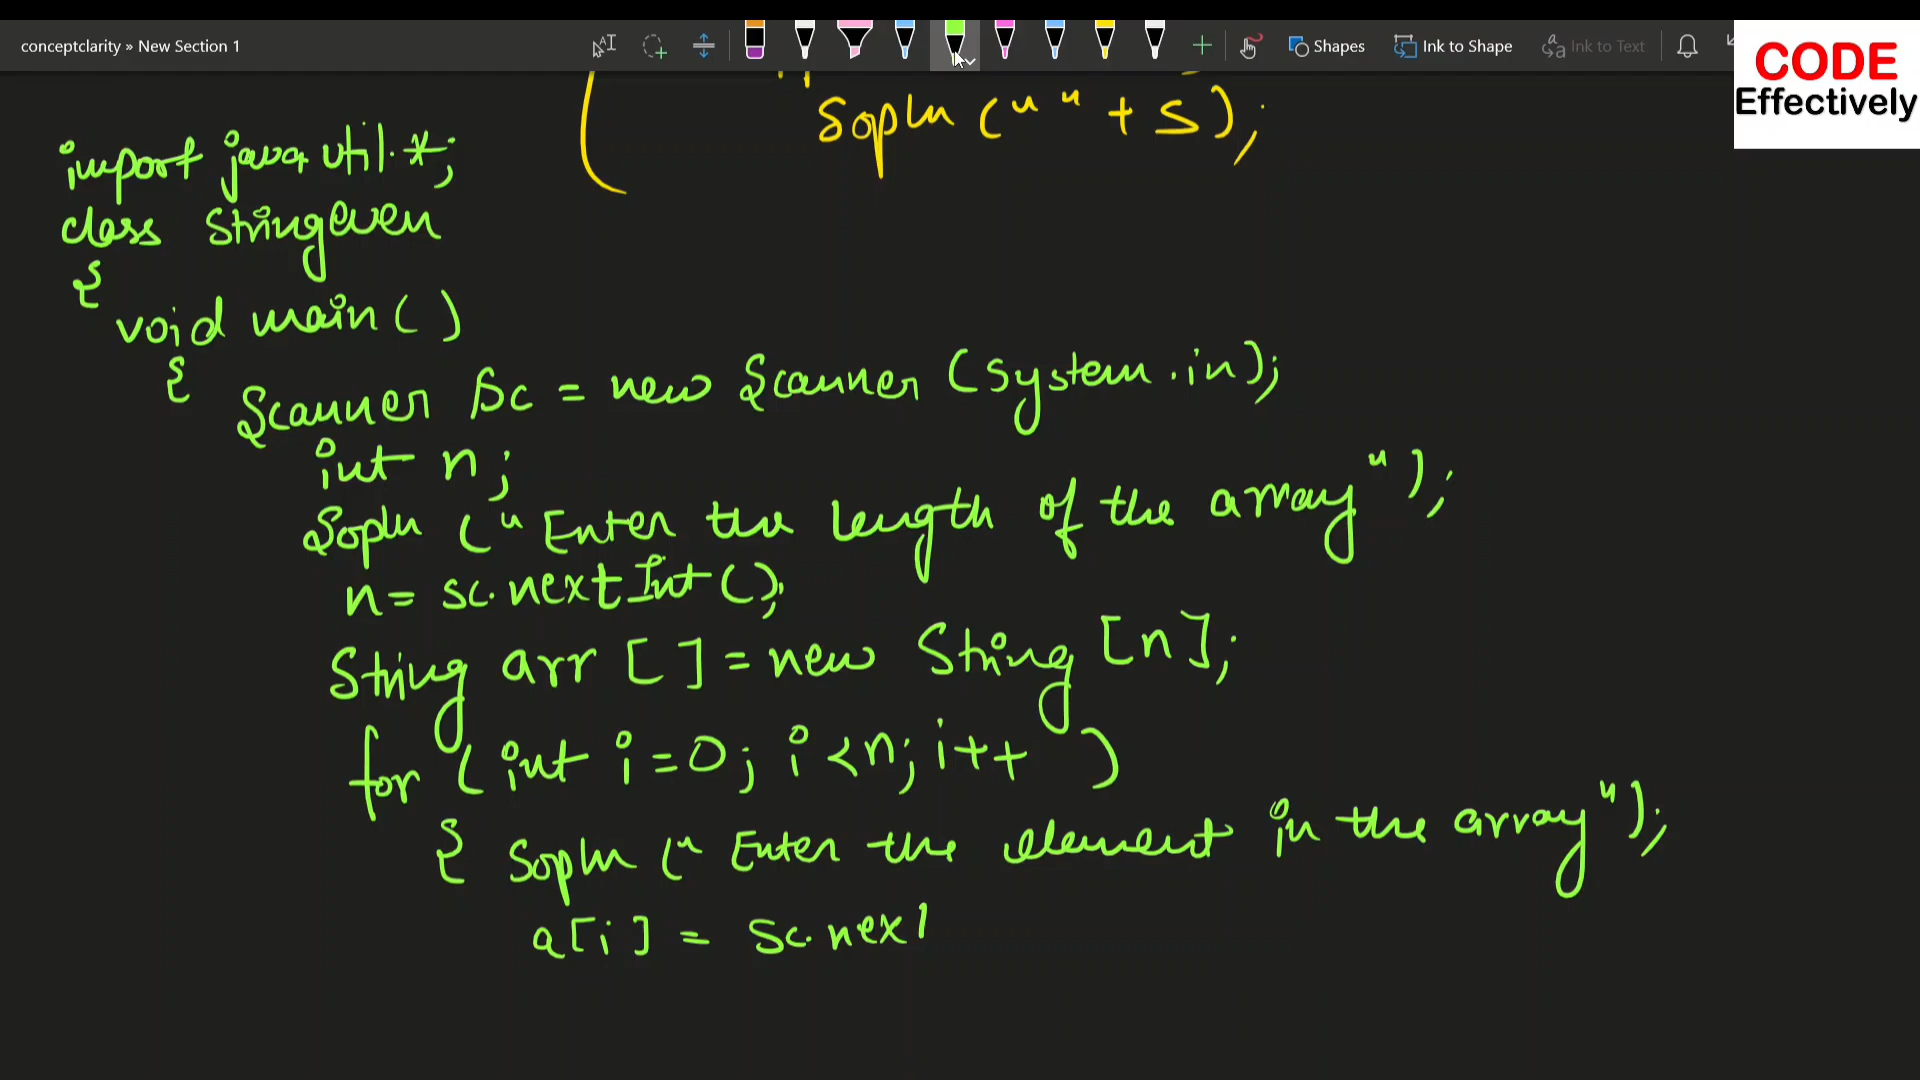 conceptclarity » New Section 1
Shapes
Ink to Shape
Ink to Text
CODE
Effectively
Sopln (" " + S);
import java util.*;
class Stringeven
{
void main( )
{ Scanner Sc = new Scanner (System.in);
int n;
Sopln (" Enter the length of the array");
n= sc.nextInt();
String arr [ ] = new String [n];
for (int i=0; i<n; i++ )
{ Sopln (" Enter the element in the array");
a[i] = Sc.nex